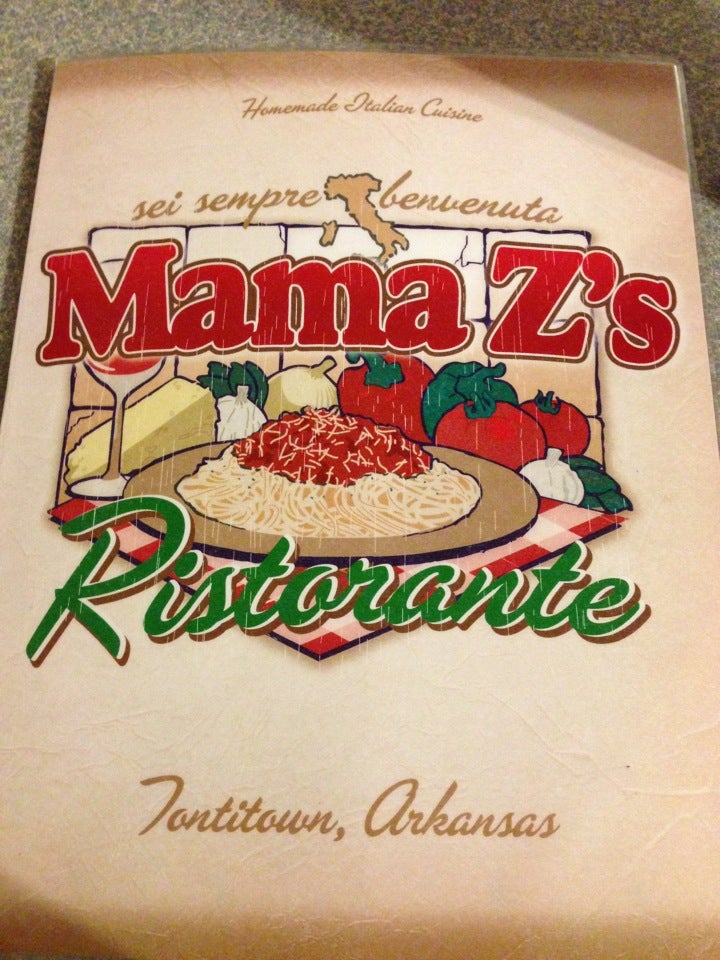 Homemade Italian Cuisine
sei sempre benvenuta
Mama Z's
Ristorante
Tontitown, Arkansas